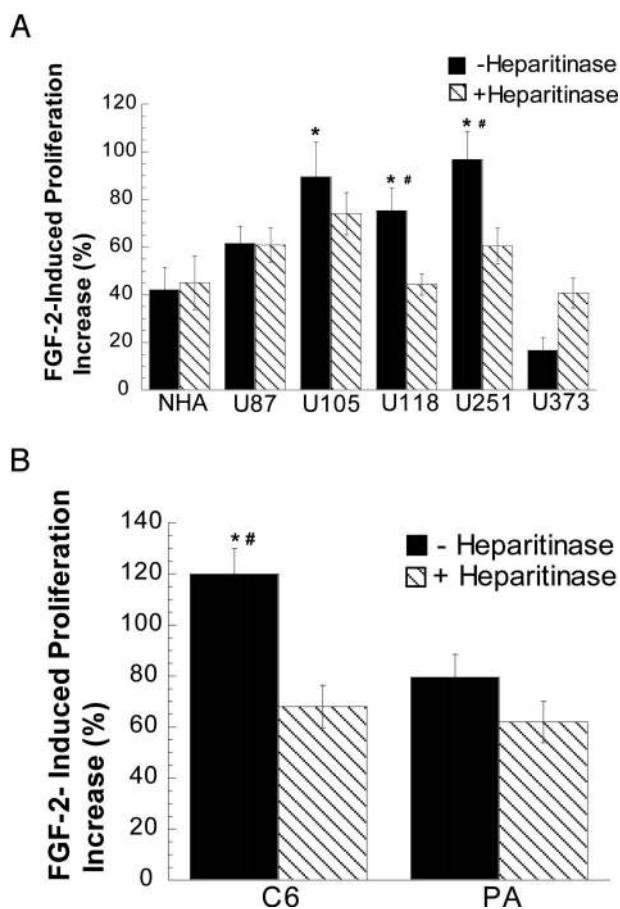 A
-Heparitinase
+Heparitinase
FGF-2-Induced Proliferation
Increase (%)
120
100
80
60
40
20
0
*
* #
* #
NHA U87 U105 U118 U251 U373
B
- Heparitinase
+ Heparitinase
FGF-2- Induced Proliferation
Increase (%)
140
120
100
80
60
40
20
0
* #
C6 PA